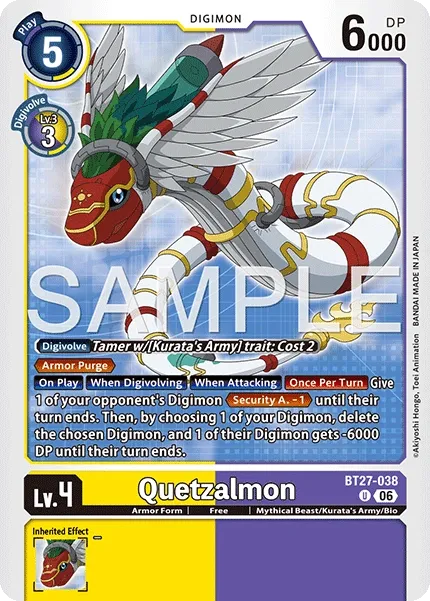 DIGIMON
Play
5
DP
6000
Digivolve
Lv.3
3
SAMPLE
Digivolve Tamer w/[Kurata's Army] trait: Cost 2
Armor Purge
On Play When Digivolving When Attacking Once Per Turn Give
1 of your opponent's Digimon Security A. -1 until their
turn ends. Then, by choosing 1 of your Digimon, delete
the chosen Digimon, and 1 of their Digimon gets -6000
DP until their turn ends.
©Akiyoshi Hongo, Toei Animation BANDAI MADE IN JAPAN
Lv.4
Quetzalmon
BT27-038
U 06
Armor Form | Free | Mythical Beast/Kurata's Army/Bio
Inherited Effect
-